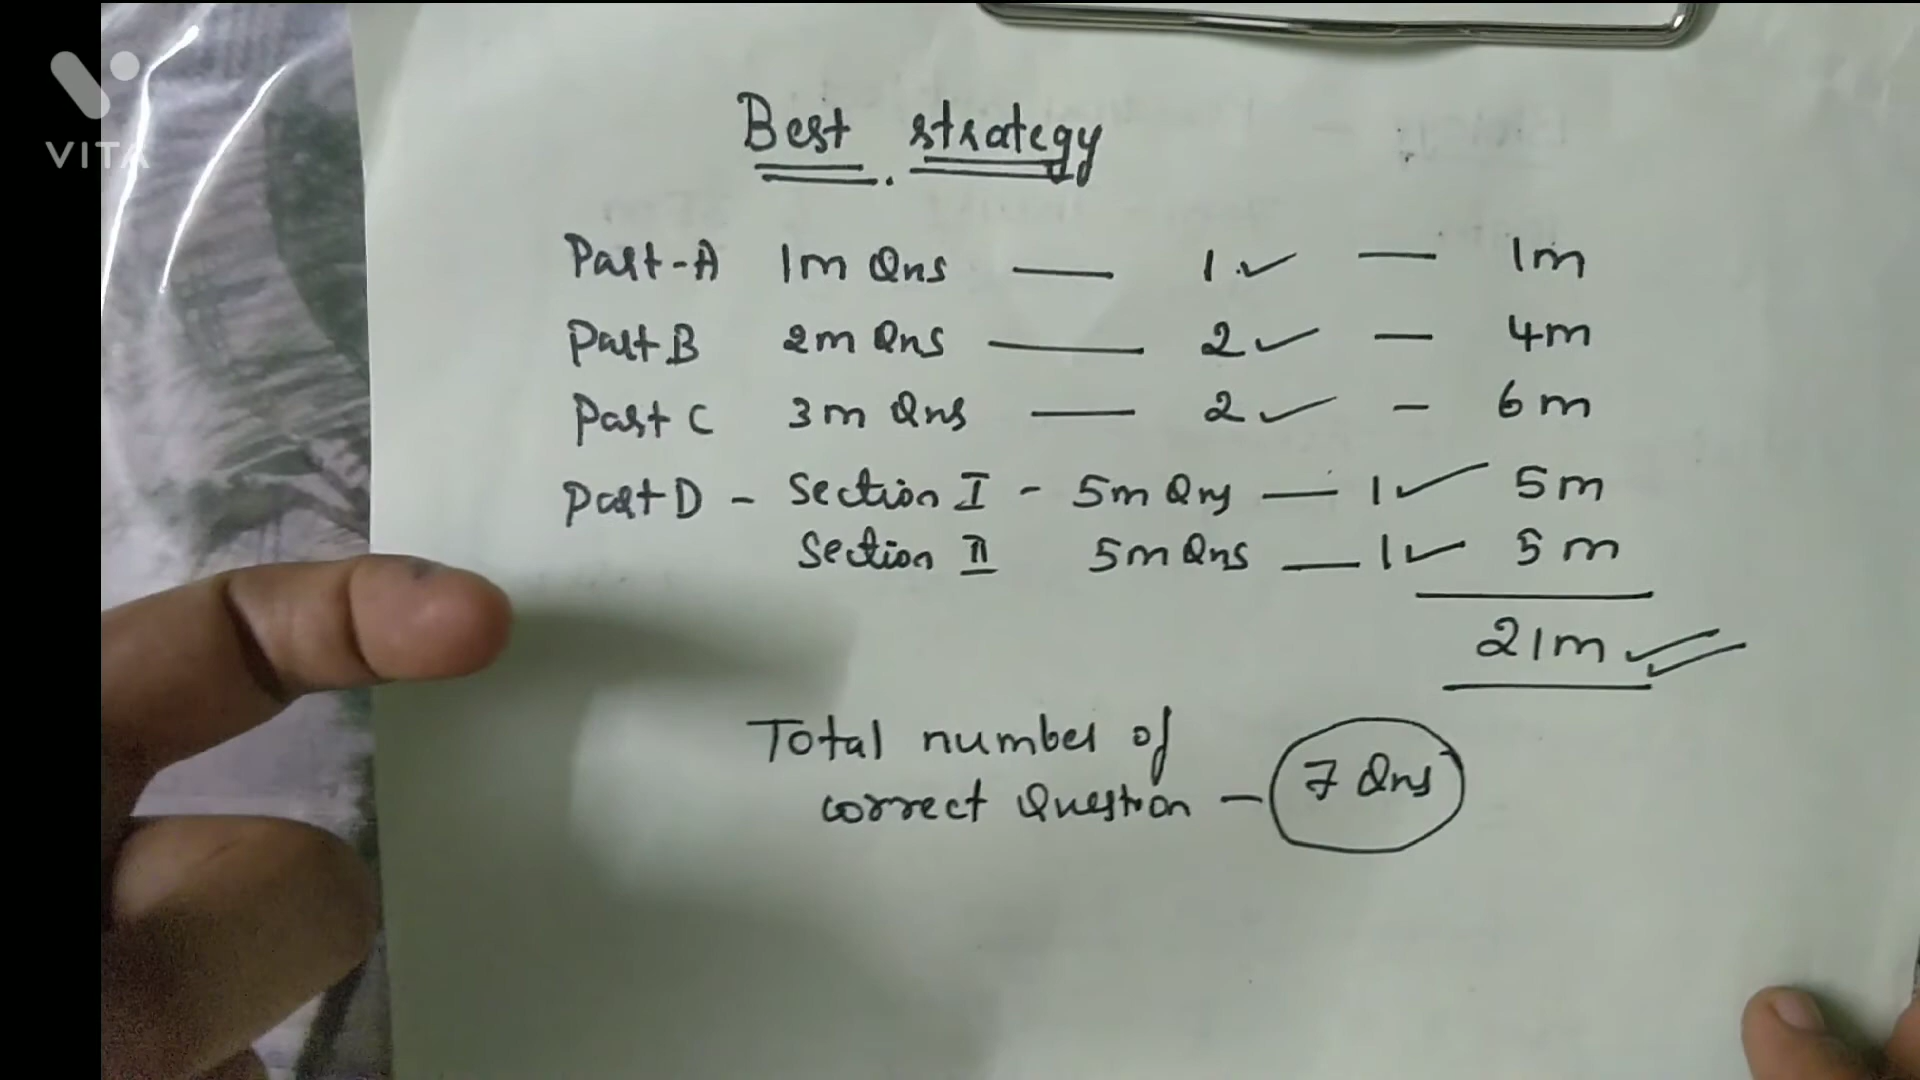 VITA
Best strategy
Part-A 1m Qns — 1 ✓ — 1m
Part B 2m Qns — 2 ✓ — 4m
Part C 3m Qns — 2 ✓ - 6m
Part D - Section I - 5m Qns — 1 ✓ 5m
Section II 5m Qns — 1 ✓ 5m
21m ✓
Total number of
correct Question — 7 Qns